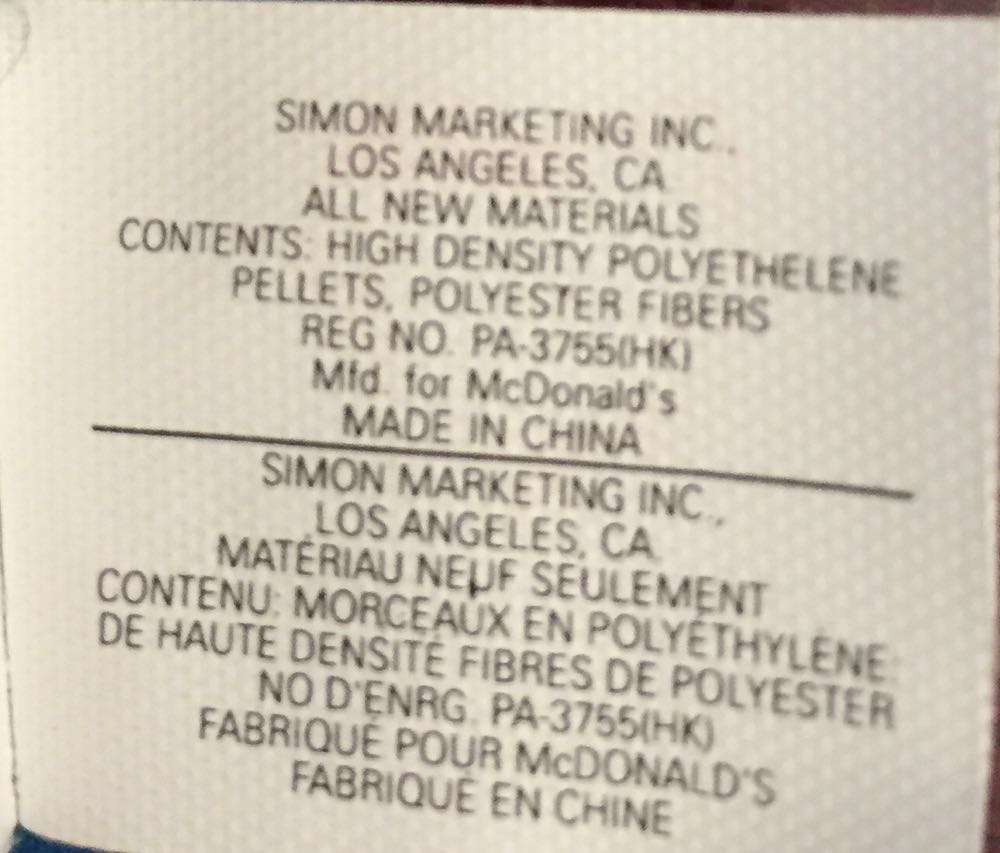 SIMON MARKETING INC.,
LOS ANGELES, CA
ALL NEW MATERIALS
CONTENTS: HIGH DENSITY POLYETHELENE
PELLETS, POLYESTER FIBERS
REG NO. PA-3755(HK)
Mfd. for McDonald's
MADE IN CHINA
SIMON MARKETING INC.,
LOS ANGELES, CA.
MATÉRIAU NEUF SEULEMENT
CONTENU: MORCEAUX EN POLYÉTHYLÈNE:
DE HAUTE DENSITÉ FIBRES DE POLYESTER
NO D'ENRG. PA-3755(HK)
FABRIQUÉ POUR McDONALD'S
FABRIQUÉ EN CHINE